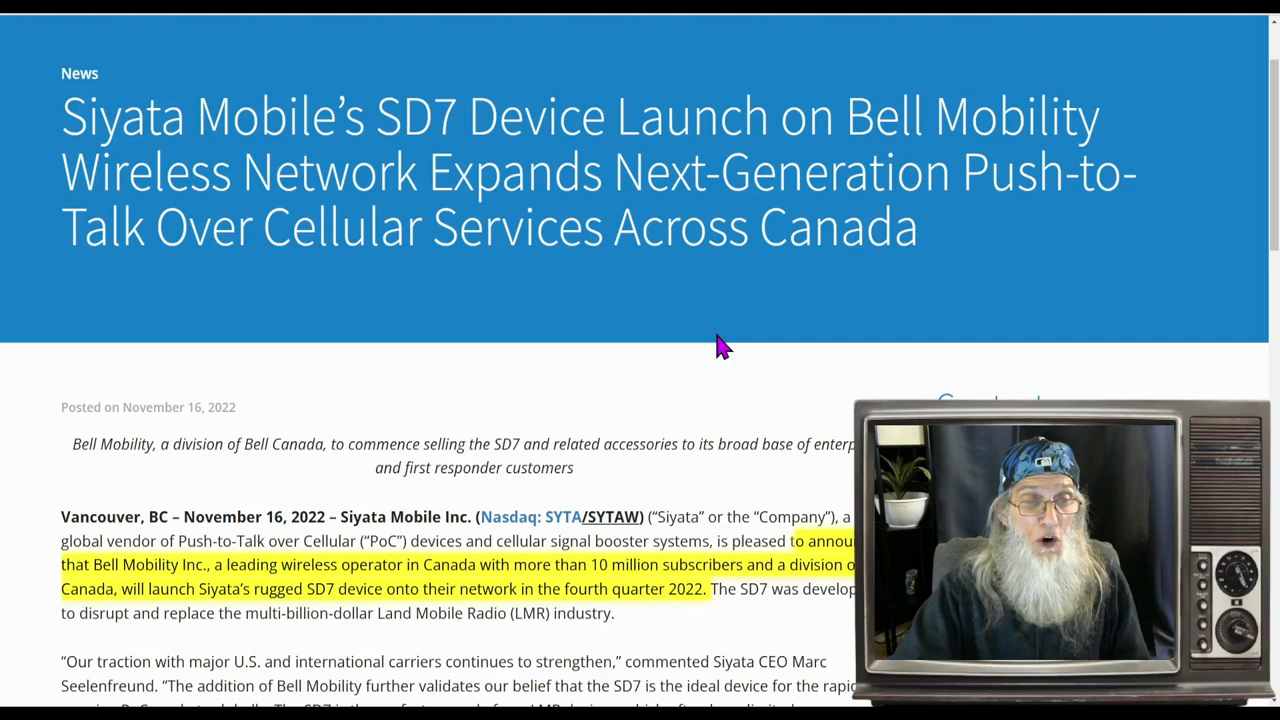 News
Siyata Mobile’s SD7 Device Launch on Bell Mobility
Wireless Network Expands Next-Generation Push-to-
Talk Over Cellular Services Across Canada
Posted on November 16, 2022
Bell Mobility, a division of Bell Canada, to commence selling the SD7 and related accessories to its broad base of
and first responder customers
Vancouver, BC – November 16, 2022 – Siyata Mobile Inc. (Nasdaq: SYTA/SYTAW) (“Siyata” or the “Company”), a
global vendor of Push-to-Talk over Cellular (“PoC”) devices and cellular signal booster systems, is pleased to
that Bell Mobility Inc., a leading wireless operator in Canada with more than 10 million subscribers and a division
Canada, will launch Siyata’s rugged SD7 device onto their network in the fourth quarter 2022. The SD7 was
to disrupt and replace the multi-billion-dollar Land Mobile Radio (LMR) industry.
“Our traction with major U.S. and international carriers continues to strengthen,” commented Siyata CEO Marc
Seelenfreund. “The addition of Bell Mobility further validates our belief that the SD7 is the ideal device for the